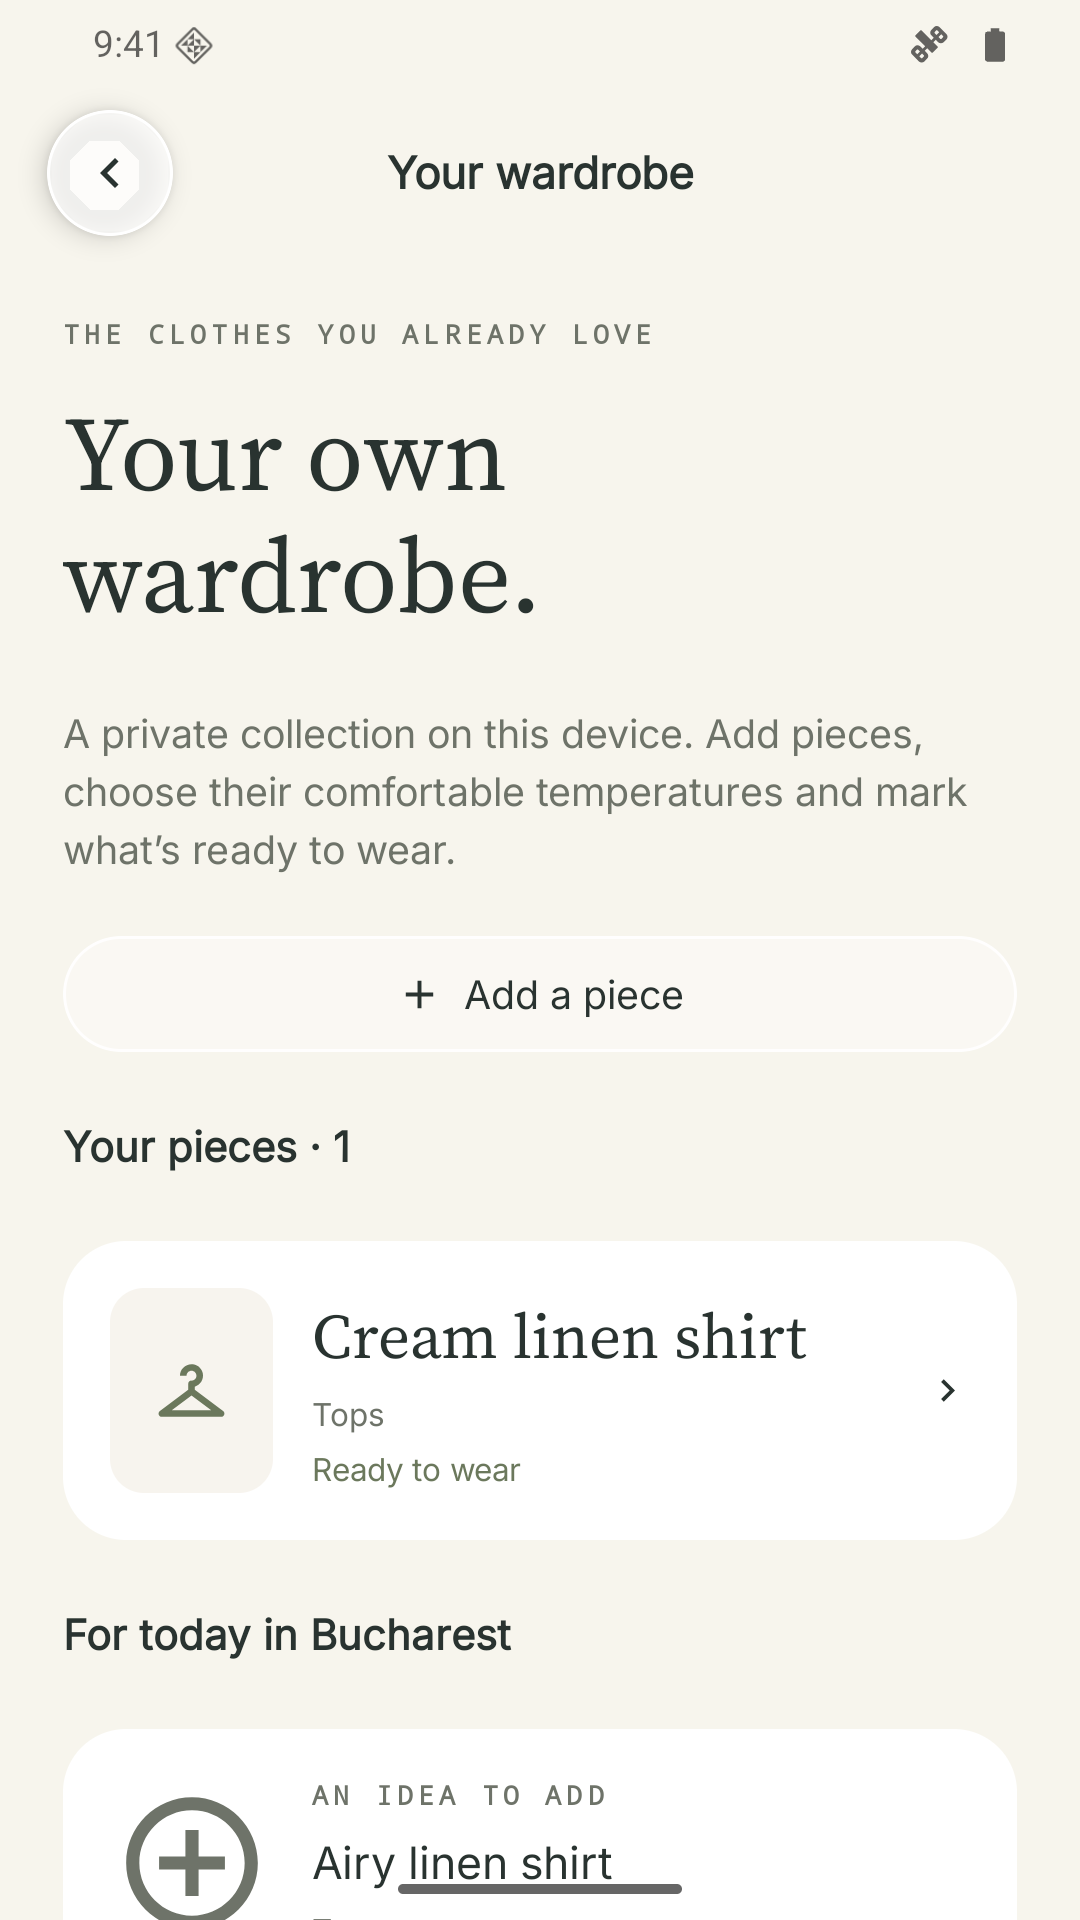 9:41
Your wardrobe
THE CLOTHES YOU ALREADY LOVE
Your own
wardrobe.
A private collection on this device. Add pieces,
choose their comfortable temperatures and mark
what’s ready to wear.
Add a piece
Your pieces · 1
Cream linen shirt
Tops
Ready to wear
For today in Bucharest
AN IDEA TO ADD
Airy linen shirt